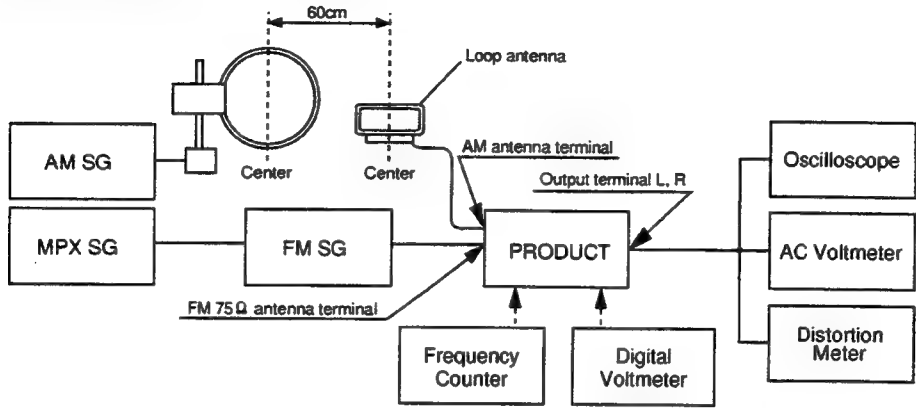 60cm
Loop antenna
AM SG
Center
Center
AM antenna terminal
Output terminal L, R
Oscilloscope
MPX SG
FM SG
PRODUCT
AC Voltmeter
FM 75Ω antenna terminal
Frequency
Counter
Digital
Voltmeter
Distortion
Meter